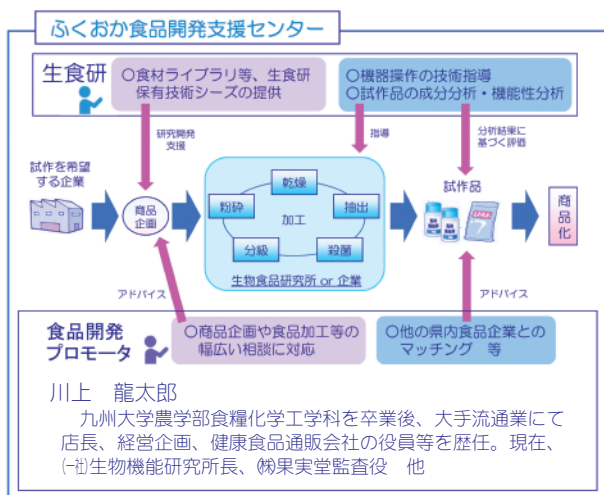 ふくおか食品開発支援センター
生食研
○食材ライブラリ等、生食研
保有技術シーズの提供
○機器操作の技術指導
○試作品の成分分析・機能性分析
研究開発
支援
指導
分析結果に
基づく評価
試作を希望
する企業
商品
企画
乾燥
粉砕
加工
抽出
分級
殺菌
生物食品研究所 or 企業
試作品
商品化
アドバイス
アドバイス
食品開発
プロモータ
○商品企画や食品加工等の
幅広い相談に対応
○他の県内食品企業との
マッチング 等
川上 龍太郎
九州大学農学部食糧化学工学科を卒業後、大手流通業にて
店長、経営企画、健康食品通販会社の役員等を歴任。現在、
(一社)生物機能研究所長、㈱果実堂監査役 他